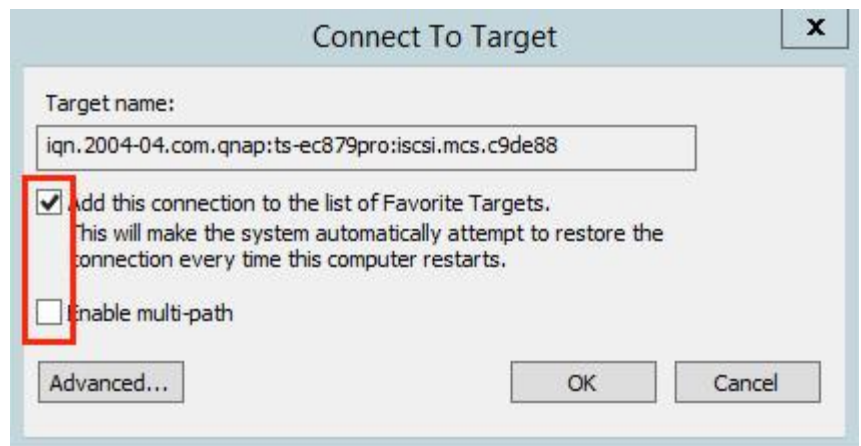 Connect To Target
x
Target name:
iqn.2004-04.com.qnap:ts-ec879pro:iscsi.mcs.c9de88
Add this connection to the list of Favorite Targets.
This will make the system automatically attempt to restore the
connection every time this computer restarts.
Enable multi-path
Advanced...
OK
Cancel